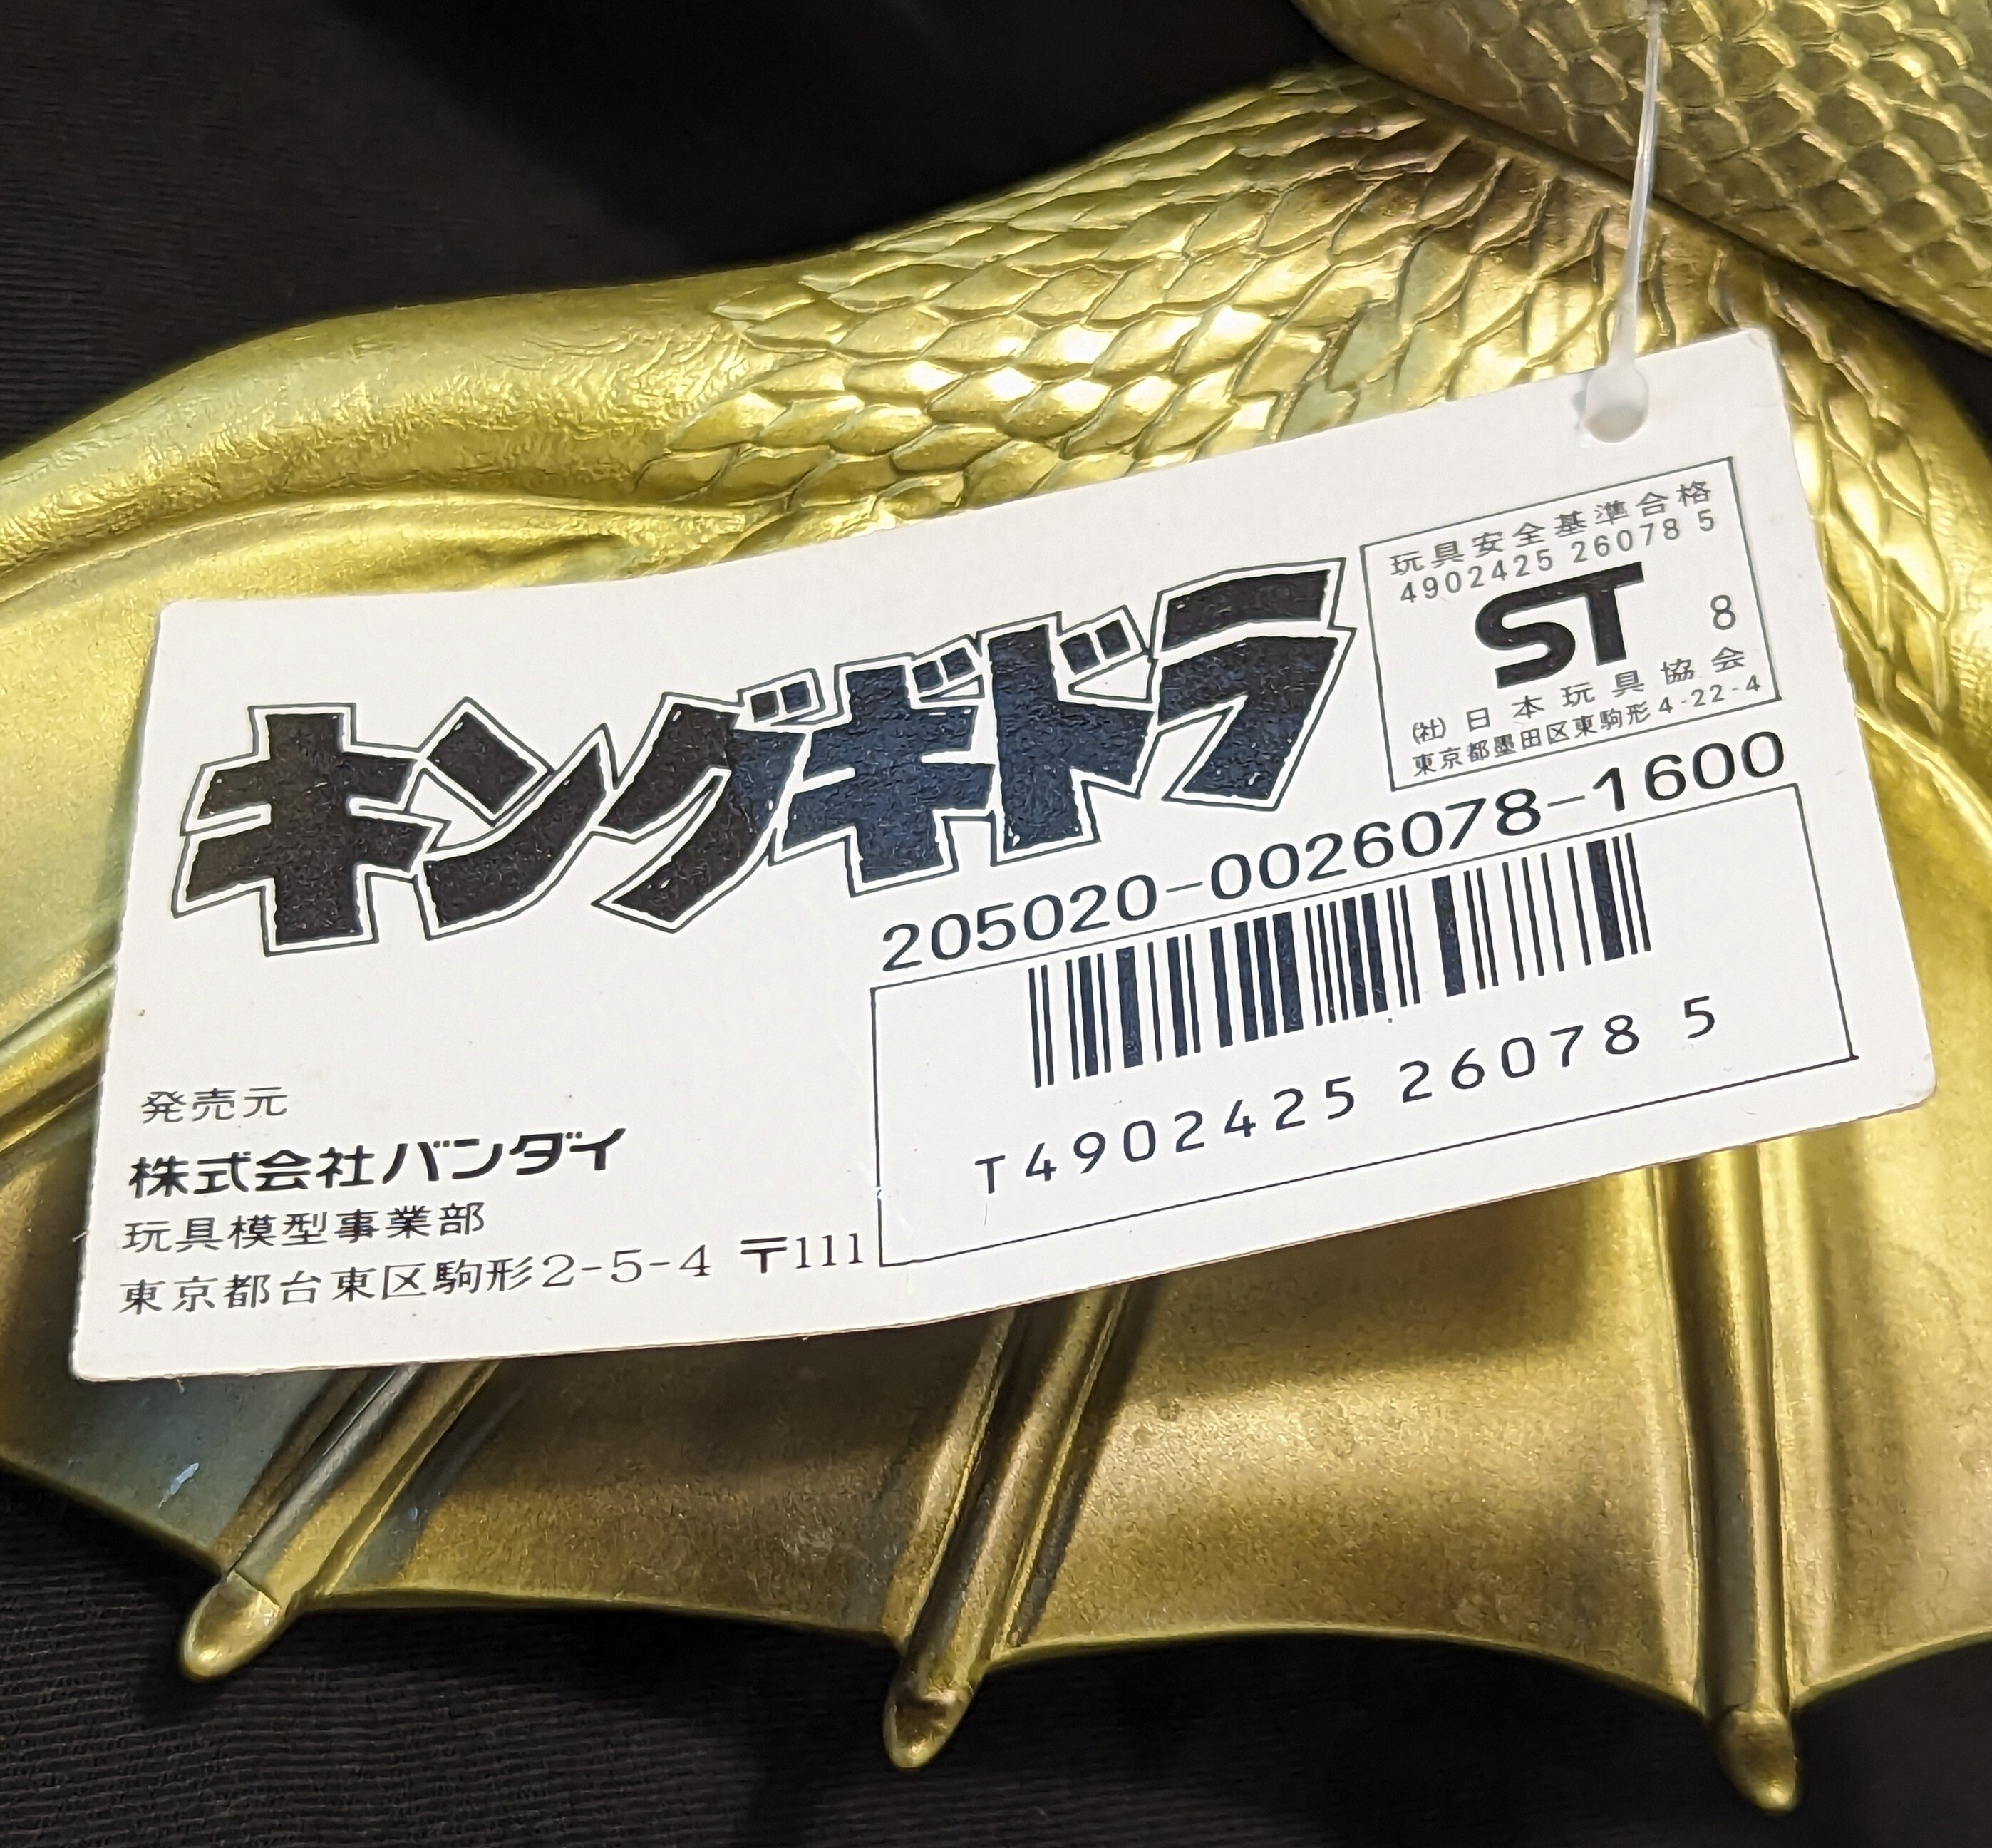 玩具安全基準合格
4902425 26078 5
ST 8
(社)日本玩具協会
東京都墨田区東駒形4-22-4
キングギドラ
205020-0026078-1600
T4902425 26078 5
発売元
株式会社バンダイ
玩具模型事業部
東京都台東区駒形2-5-4 〒111